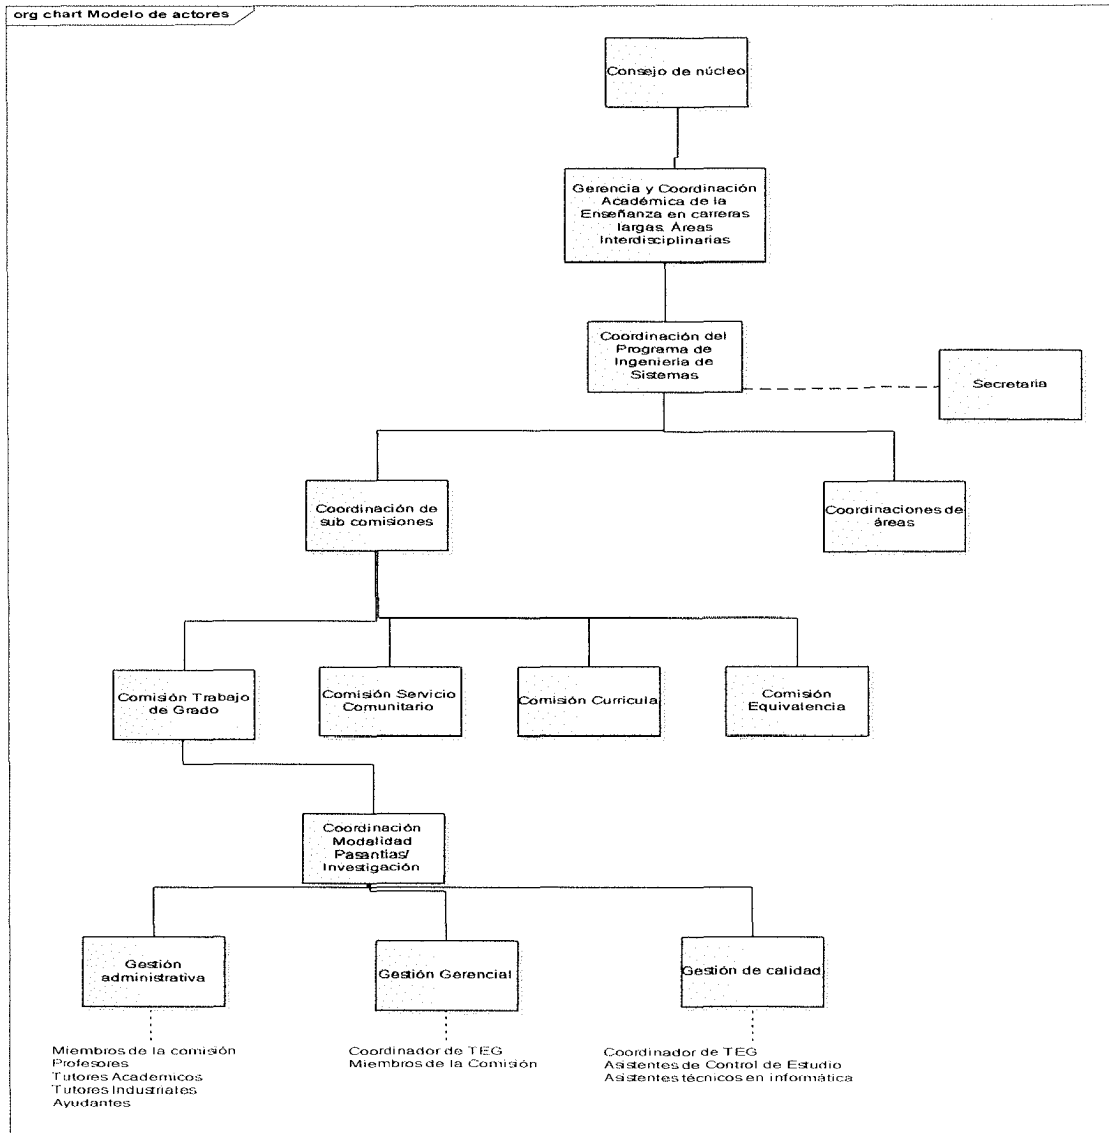 org chart Modelo de actores
Consejo de núcleo
Gerencia y Coordinación
Académica de la
Enseñanza en carreras
largas. Áreas
Interdisciplinarias
Coordinación del
Programa de
Ingeniería de
Sistemas
Secretaria
Coordinación de
sub comisiones
Coordinaciones de
áreas
Comisión Trabajo
de Grado
Comisión Servicio
Comunitario
Comisión Curricula
Comisión
Equivalencia
Coordinación
Modalidad
Pasantias/
Investigación
Gestión
administrativa
Gestión Gerencial
Gestión de calidad
Miembros de la comisión
Profesores
Tutores Academicos
Tutores Industriales
Ayudantes
Coordinador de TEG
Miembros de la Comisión
Coordinador de TEG
Asistentes de Control de Estudio
Asistentes técnicos en informática